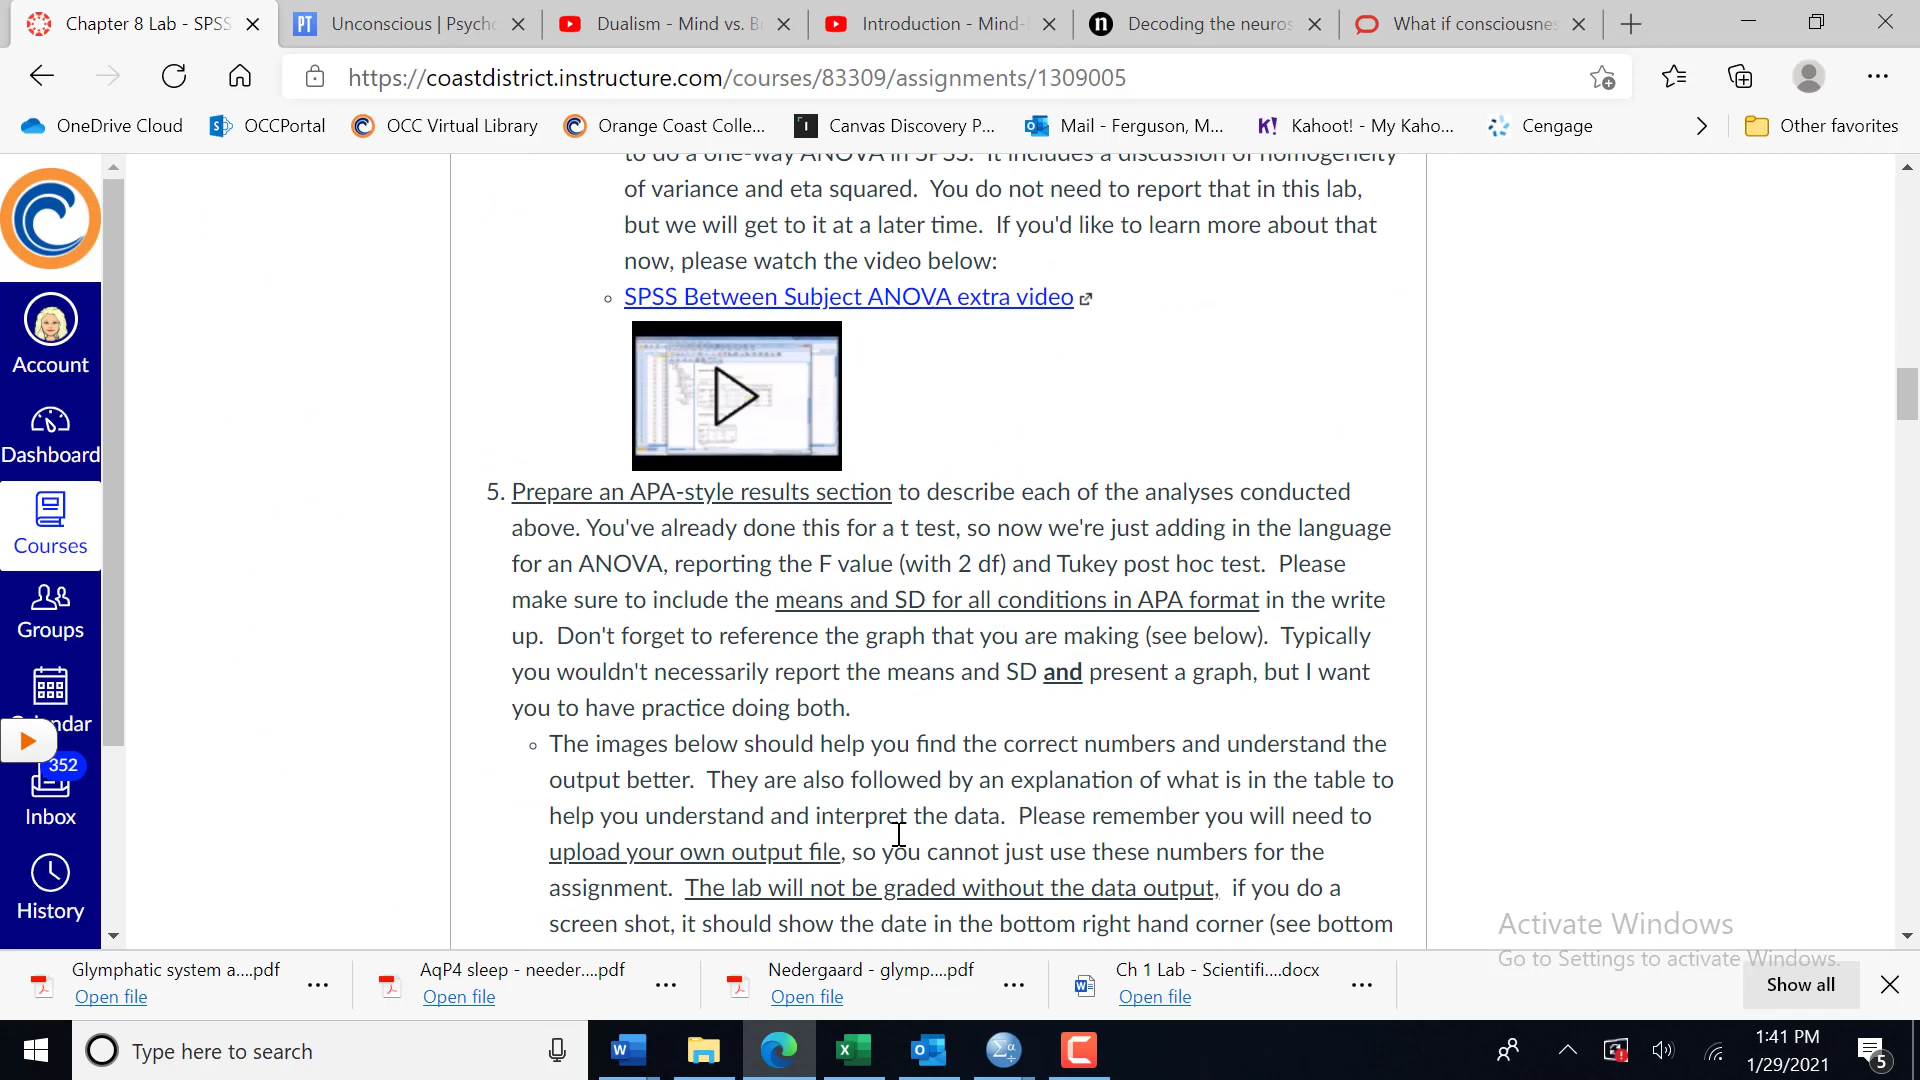 Chapter 8 Lab - SPSS
Unconscious | Psycho
Dualism - Mind vs. B
Introduction - Mind-
Decoding the neuros
What if consciousnes
https://coastdistrict.instructure.com/courses/83309/assignments/1309005
OneDrive Cloud
OCCPortal
OCC Virtual Library
Orange Coast Colle...
Canvas Discovery P...
Mail - Ferguson, M...
Kahoot! - My Kaho...
Cengage
Other favorites
to do a one-way ANOVA in SPSS. It includes a discussion of homogeneity
of variance and eta squared. You do not need to report that in this lab,
but we will get to it at a later time. If you'd like to learn more about that
now, please watch the video below:
SPSS Between Subject ANOVA extra video
5. Prepare an APA-style results section to describe each of the analyses conducted
above. You've already done this for a t test, so now we're just adding in the language
for an ANOVA, reporting the F value (with 2 df) and Tukey post hoc test. Please
make sure to include the means and SD for all conditions in APA format in the write
up. Don't forget to reference the graph that you are making (see below). Typically
you wouldn't necessarily report the means and SD and present a graph, but I want
you to have practice doing both.
The images below should help you find the correct numbers and understand the
output better. They are also followed by an explanation of what is in the table to
help you understand and interpret the data. Please remember you will need to
upload your own output file, so you cannot just use these numbers for the
assignment. The lab will not be graded without the data output, if you do a
screen shot, it should show the date in the bottom right hand corner (see bottom
Account
Dashboard
Courses
Groups
ndar
352
Inbox
History
Activate Windows
Go to Settings to activate Windows.
Glymphatic system a....pdf
Open file
AqP4 sleep - needer....pdf
Open file
Nedergaard - glymp....pdf
Open file
Ch 1 Lab - Scientifi....docx
Open file
Show all
Type here to search
1:41 PM
1/29/2021
5